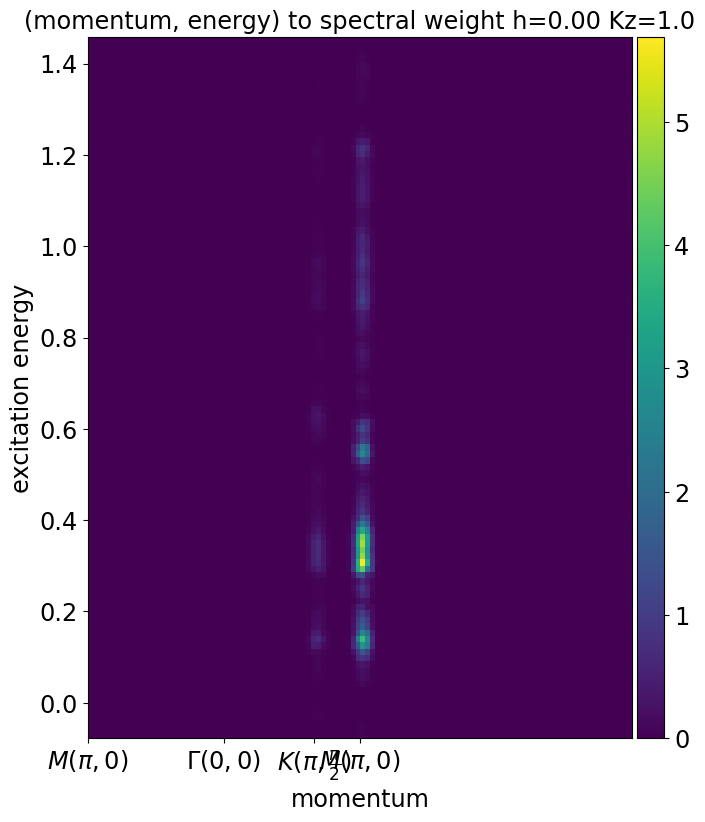 (momentum, energy) to spectral weight h=0.00 Kz=1.0
1.4
1.2
1.0
0.8
0.6
0.4
0.2
0.0
excitation energy
5
4
3
2
1
0
M(π, 0)
Γ(0, 0)
K(π, π/2)
M(π, 0)
momentum